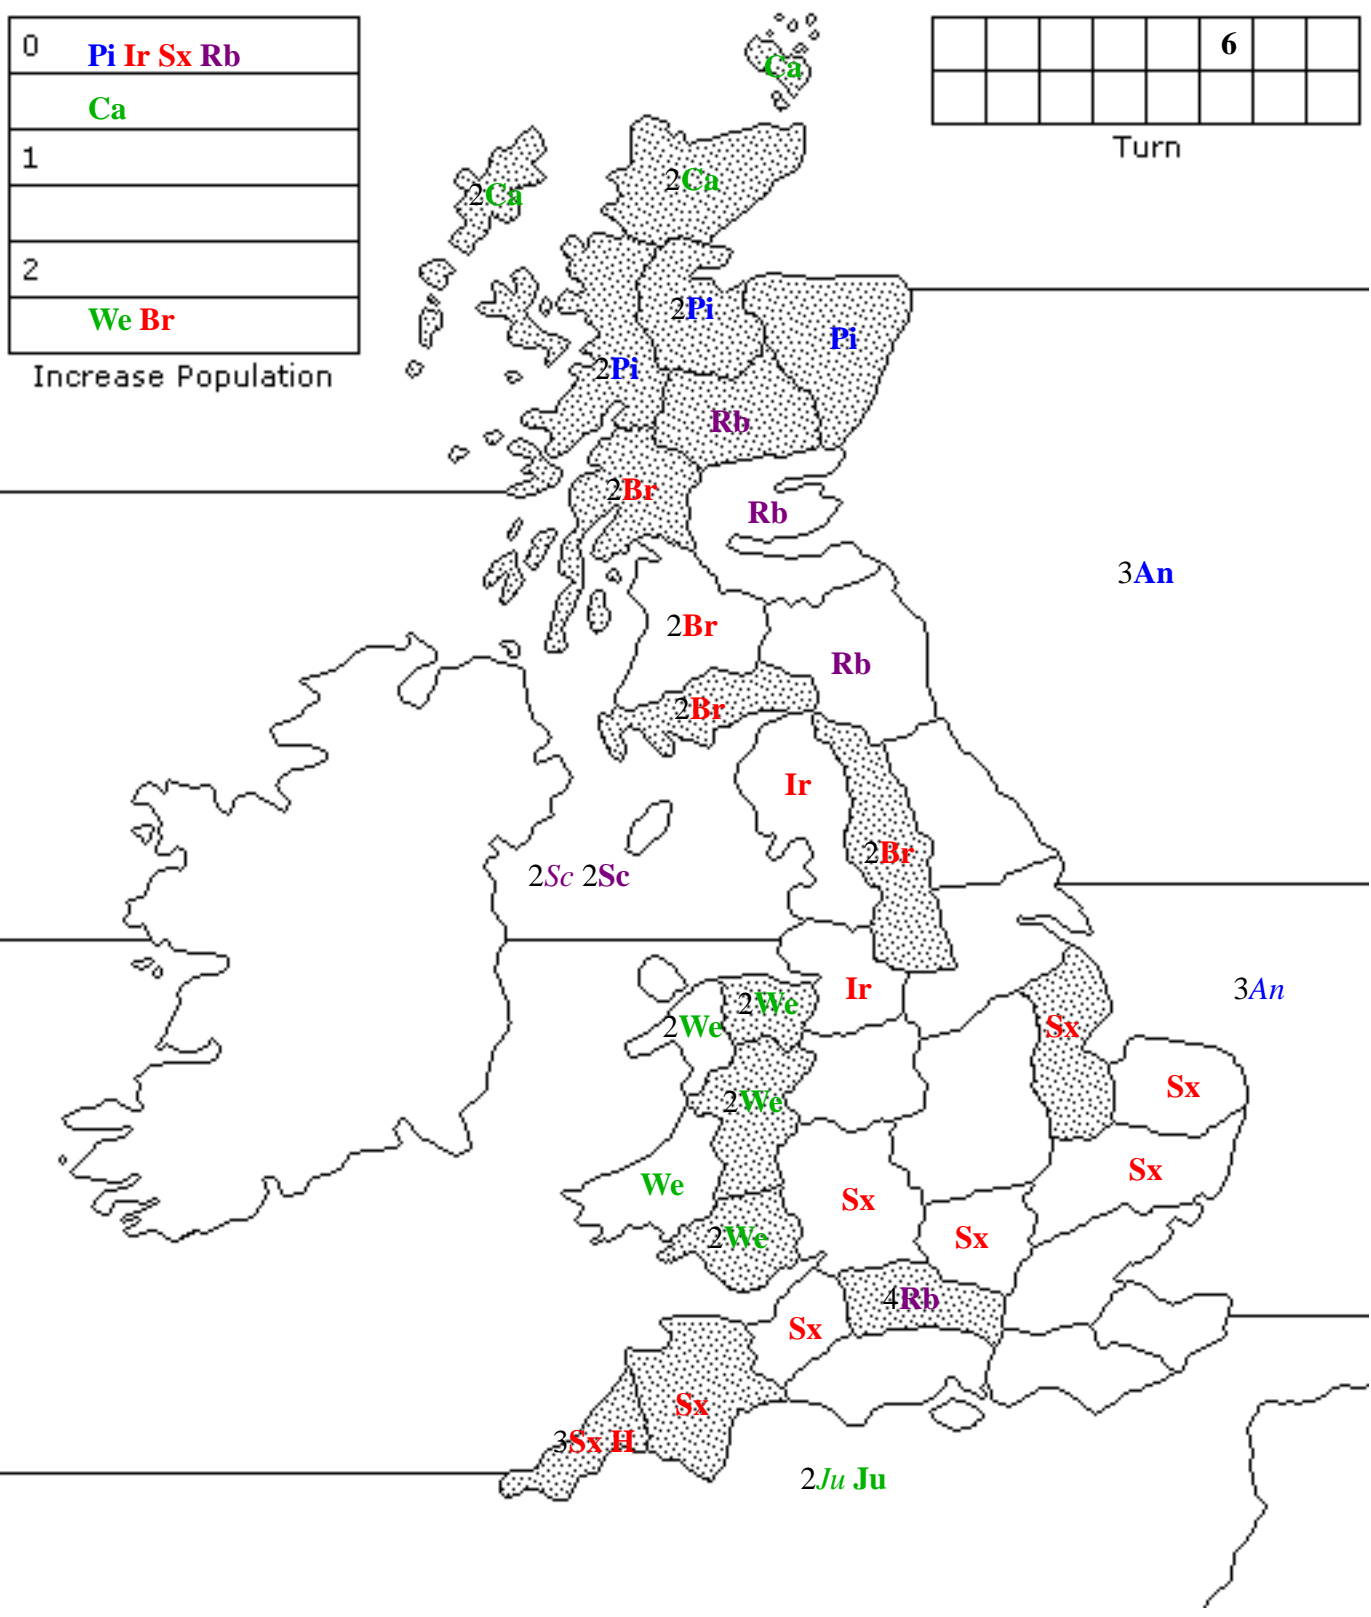 0 Pi Ir Sx Rb
Ca
1
2
We Br
Increase Population
6
Turn
Ca
2Ca
2Ca
2Pi
Pi
2Pi
Rb
2Br
Rb
3An
2Br
Rb
2Br
Ir
2Br
2Sc 2Sc
Ir
3An
2We
2We
Sx
Sx
2We
Sx
We
Sx
2We
Sx
4Rb
Sx
Sx
3Sx H
2Ju Ju